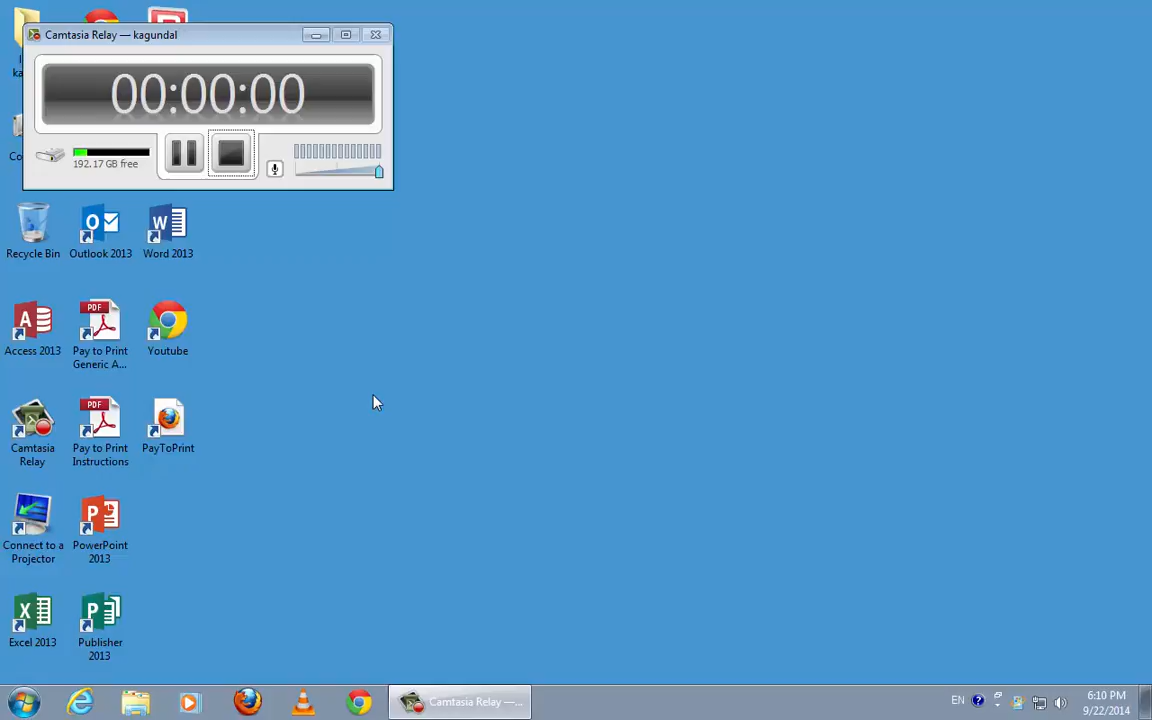 Camtasia Relay — kagundal
00:00:00
192.17 GB free
Recycle Bin
Outlook 2013
Word 2013
Access 2013
Pay to Print
Generic A...
Youtube
Camtasia
Relay
Pay to Print
Instructions
PayToPrint
Connect to a
Projector
PowerPoint
2013
Excel 2013
Publisher
2013
Camtasia Relay —...
EN
6:10 PM
9/22/2014